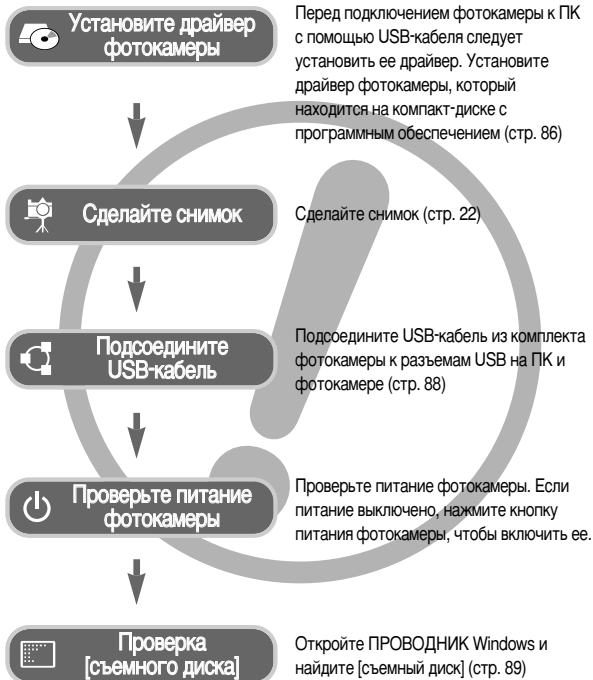 Установите драйвер
фотокамеры
Перед подключением фотокамеры к ПК
с помощью USB-кабеля следует
установить ее драйвер. Установите
драйвер фотокамеры, который
находится на компакт-диске с
программным обеспечением (стр. 86)
Сделайте снимок
Сделайте снимок (стр. 22)
Подсоедините
USB-кабель
Подсоедините USB-кабель из комплекта
фотокамеры к разъемам USB на ПК и
фотокамере (стр. 88)
Проверьте питание
фотокамеры
Проверьте питание фотокамеры. Если
питание выключено, нажмите кнопку
питания фотокамеры, чтобы включить ее.
Проверка
[съемного диска]
Откройте ПРОВОДНИК Windows и
найдите [съемный диск] (стр. 89)